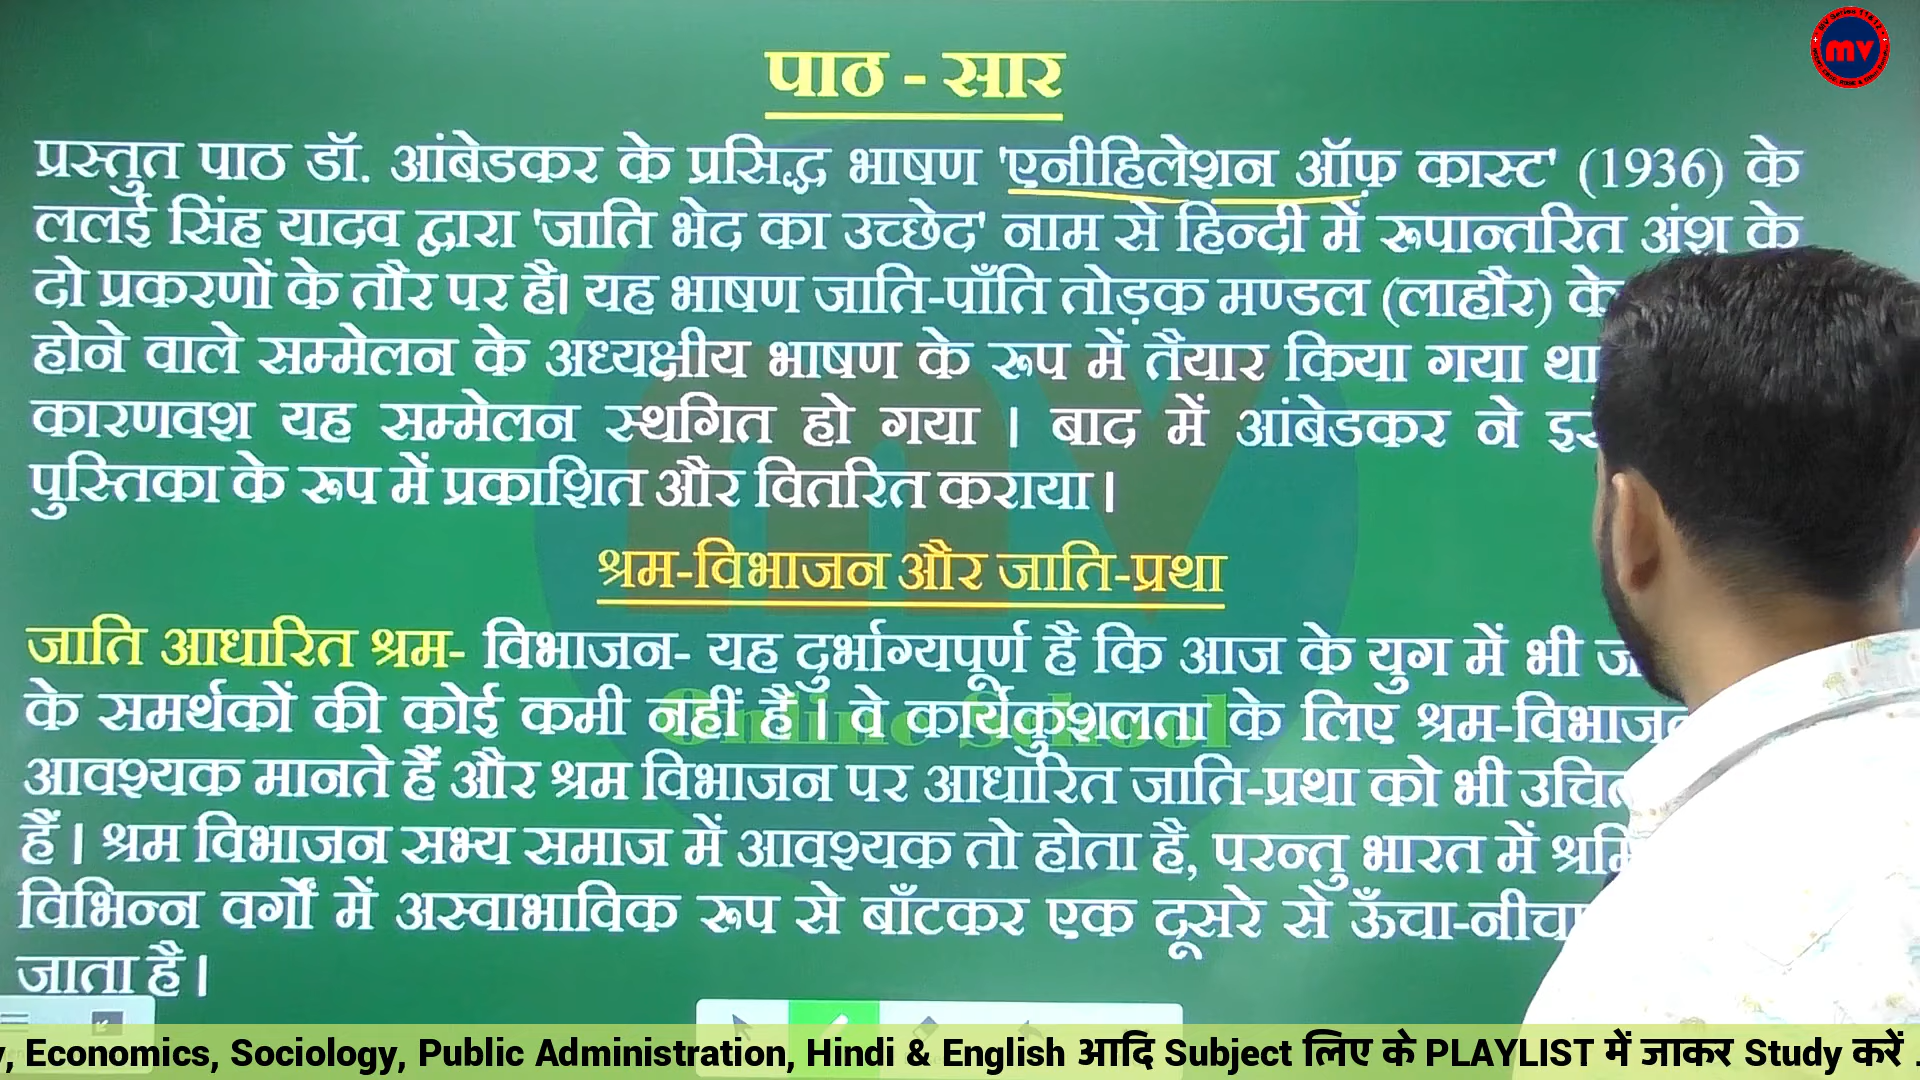 mv
पाठ - सार
प्रस्तुत पाठ डॉ. आंबेडकर के प्रसिद्ध भाषण 'एनीहिलेशन ऑफ़ कास्ट' (1936) के
ललई सिंह यादव द्वारा 'जाति भेद का उच्छेद' नाम से हिन्दी में रूपान्तरित अंश के
दो प्रकरणों के तौर पर है। यह भाषण जाति-पाँति तोड़क मण्डल (लाहौर) के
होने वाले सम्मेलन के अध्यक्षीय भाषण के रूप में तैयार किया गया था
कारणवश यह सम्मेलन स्थगित हो गया । बाद में आंबेडकर ने
पुस्तिका के रूप में प्रकाशित और वितरित कराया।
श्रम-विभाजन और जाति-प्रथा
जाति आधारित श्रम- विभाजन- यह दुर्भाग्यपूर्ण है कि आज के युग में भी
के समर्थकों की कोई कमी नहीं है । वे कार्यकुशलता के लिए
आवश्यक मानते हैं और श्रम विभाजन पर आधारित जाति-प्रथा को भी
हैं। श्रम विभाजन सभ्य समाज में आवश्यक तो होता है, परन्तु भारत में
विभिन्न वर्गों में अस्वाभाविक रूप से बाँटकर एक दूसरे से
जाता है।
Online School
Economics, Sociology, Public Administration, Hindi & English आदि Subject लिए के PLAYLIST में जाकर Study करें